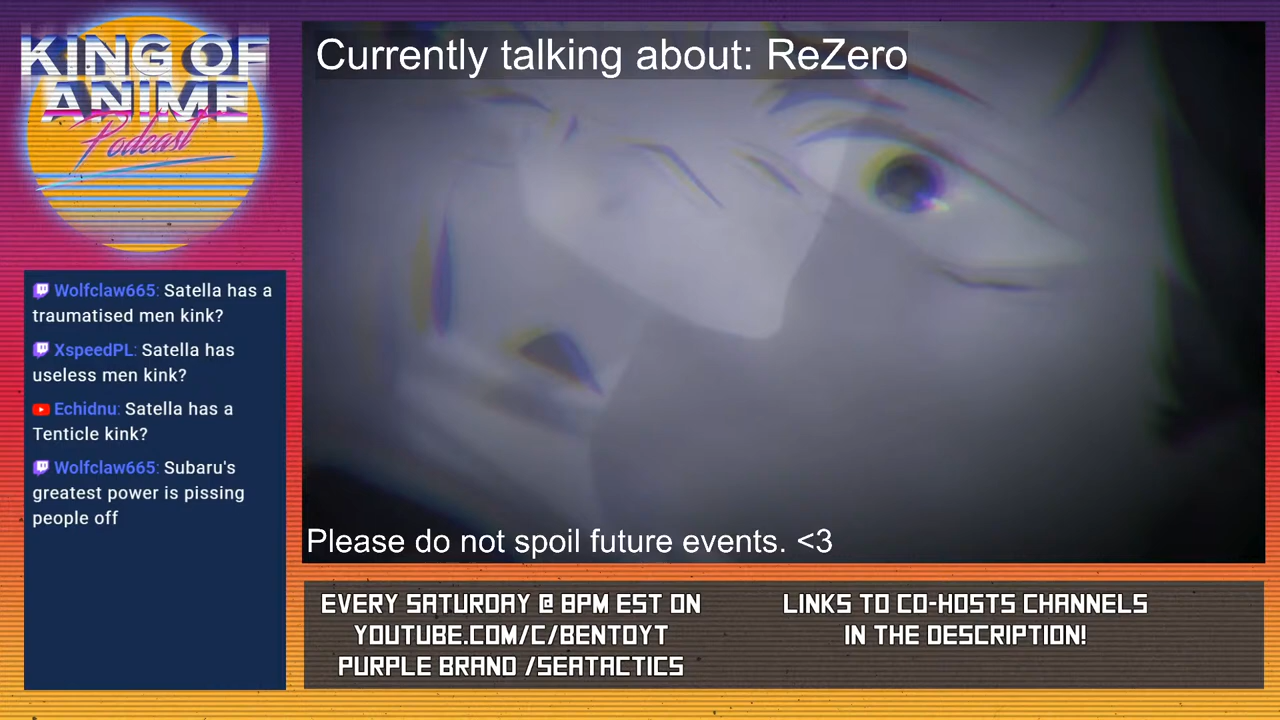 KING OF
ANIME
Podcast
Currently talking about: ReZero
Wolfclaw665: Satella has a
traumatised men kink?
XspeedPL: Satella has
useless men kink?
Echidnu: Satella has a
Tenticle kink?
Wolfclaw665: Subaru's
greatest power is pissing
people off
Please do not spoil future events. <3
EVERY SATURDAY @ 8PM EST ON
YOUTUBE.COM/C/BENTOYT
PURPLE BRAND /SEATACTICS
LINKS TO CO-HOSTS CHANNELS
IN THE DESCRIPTION!